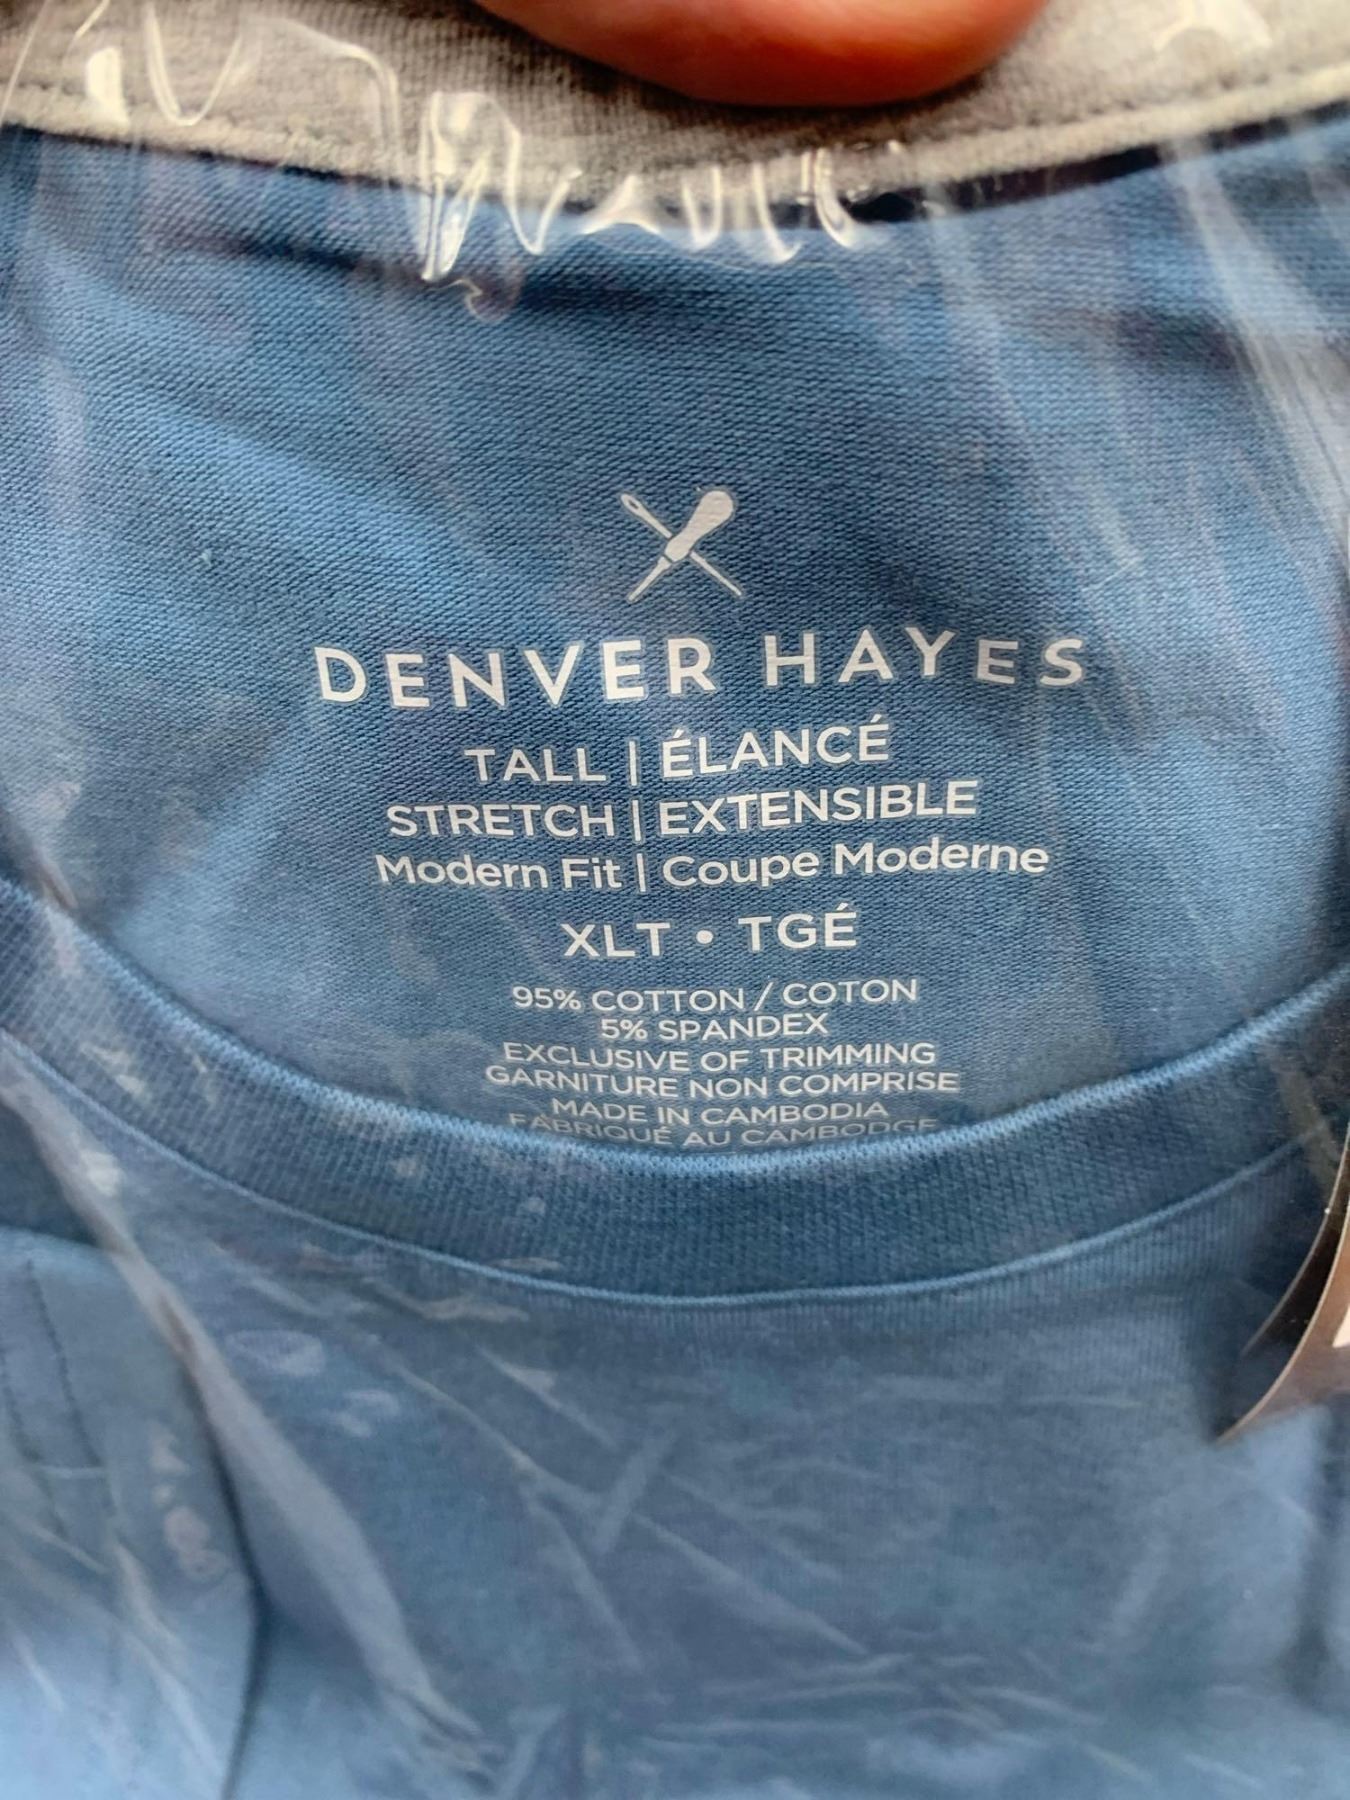 DENVER HAYES
TALL | ÉLANCÉ
STRETCH | EXTENSIBLE
Modern Fit | Coupe Moderne
XLT • TGÉ
95% COTTON / COTON
5% SPANDEX
EXCLUSIVE OF TRIMMING
GARNITURE NON COMPRISE
MADE IN CAMBODIA
FABRIQUÉ AU CAMBODGE